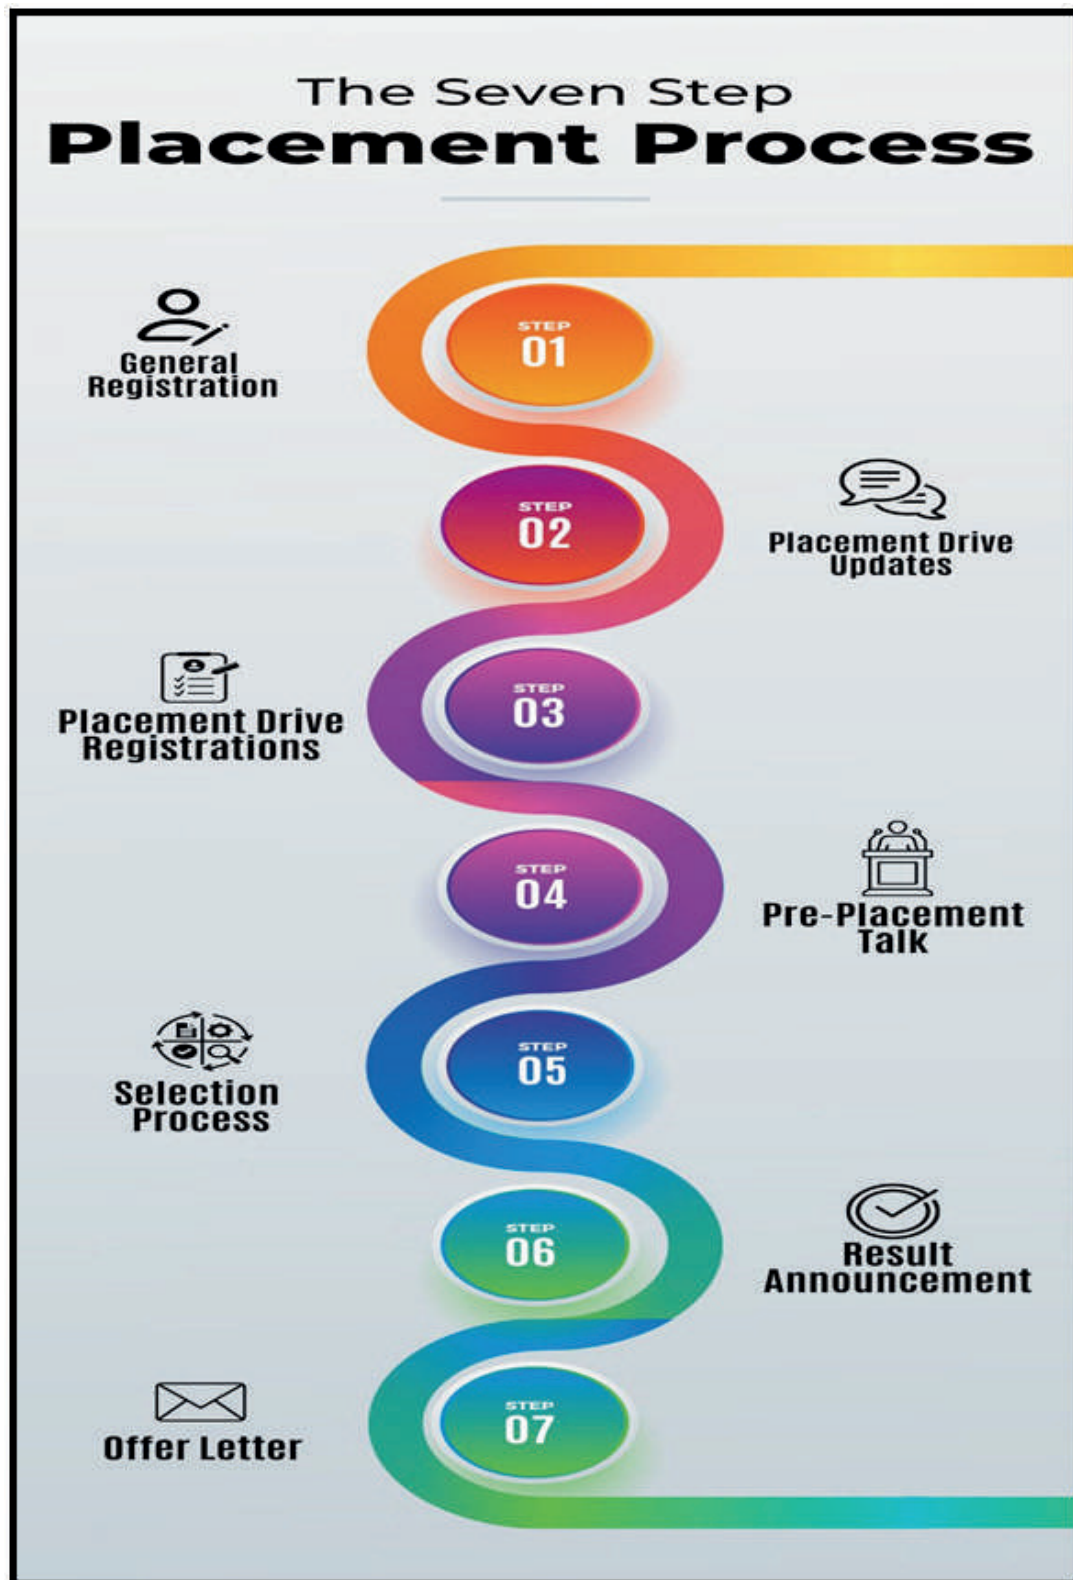 The Seven Step
Placement Process
STEP
01
General
Registration
STEP
02
Placement Drive
Updates
STEP
03
Placement Drive
Registrations
STEP
04
Pre-Placement
Talk
STEP
05
Selection
Process
STEP
06
Result
Announcement
STEP
07
Offer Letter